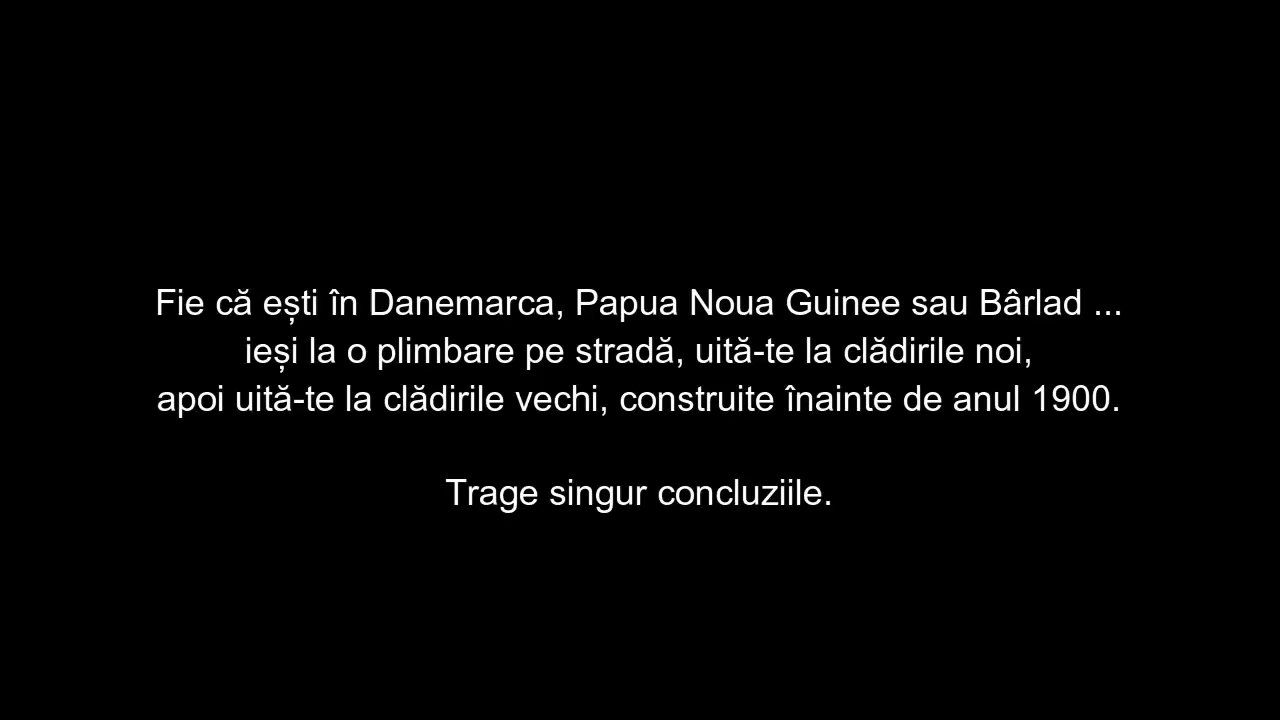 Fie că ești în Danemarca, Papua Noua Guinee sau Bârlad ...
ieși la o plimbare pe stradă, uită-te la clădirile noi,
apoi uită-te la clădirile vechi, construite înainte de anul 1900.
Trage singur concluziile.